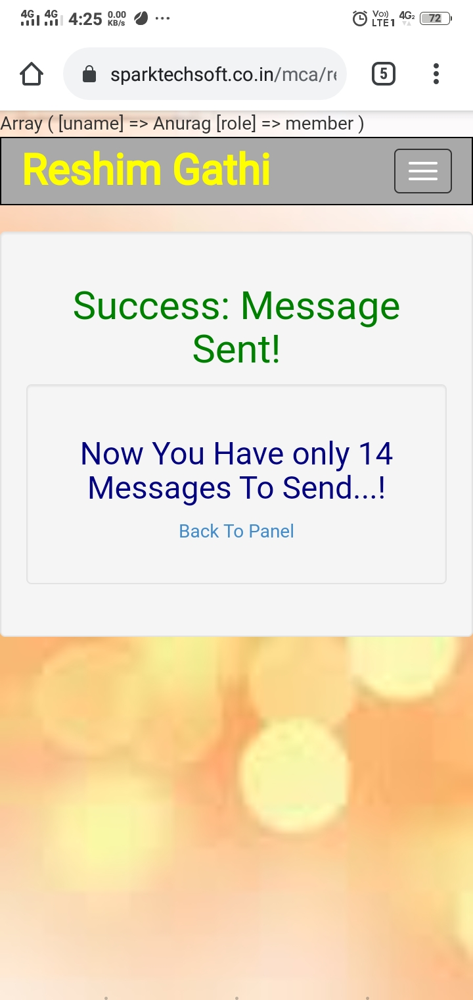 4G 4G 4:25 0.00 KB/s ... Vo)) LTE1 4G2 72
sparktechsoft.co.in/mca/re 5
Array ( [uname] => Anurag [role] => member )
Reshim Gathi
Success: Message
Sent!
Now You Have only 14
Messages To Send...!
Back To Panel